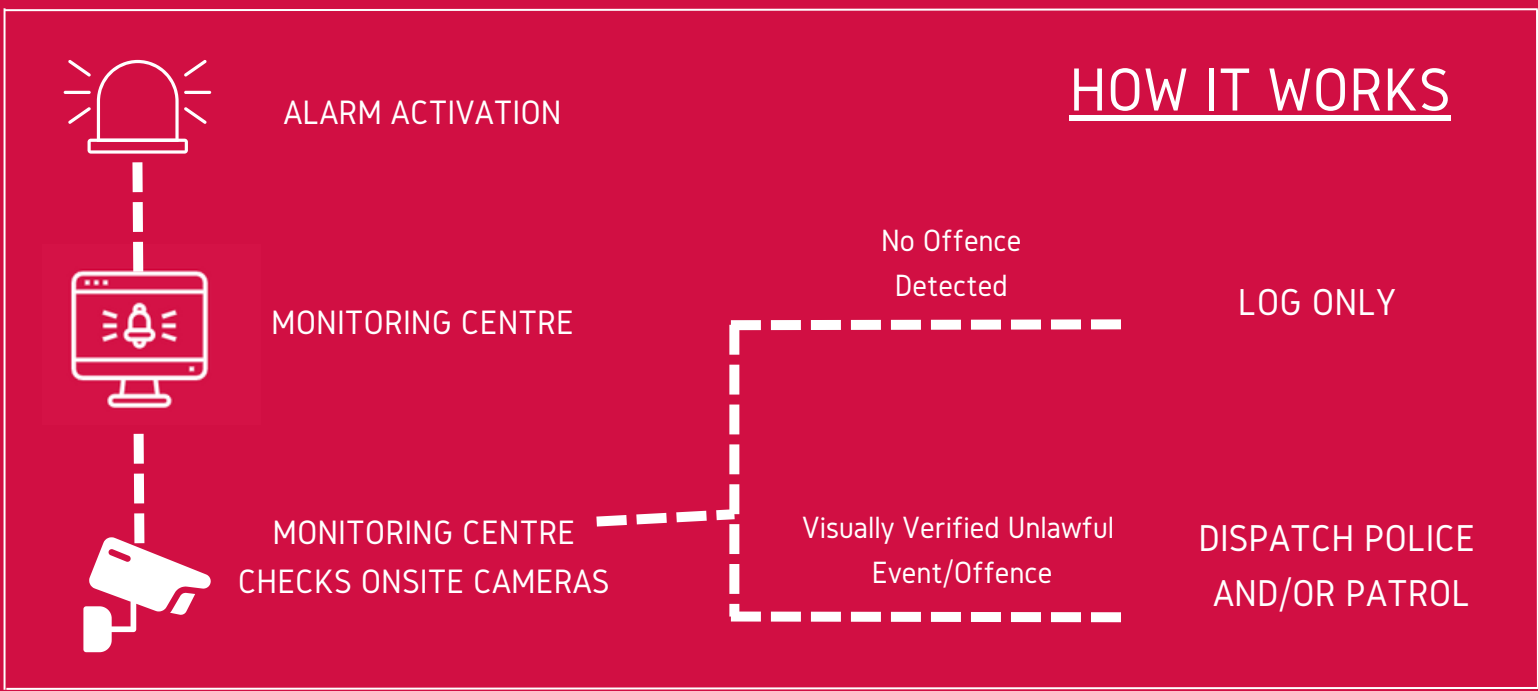 HOW IT WORKS
ALARM ACTIVATION
MONITORING CENTRE
MONITORING CENTRE
CHECKS ONSITE CAMERAS
No Offence
Detected
LOG ONLY
Visually Verified Unlawful
Event/Offence
DISPATCH POLICE
AND/OR PATROL